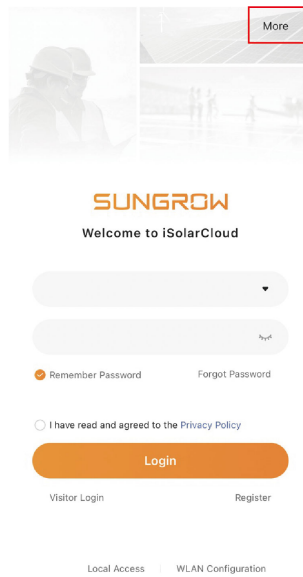 More
SUNGROW
Welcome to iSolarCloud
Remember Password
Forgot Password
I have read and agreed to the Privacy Policy
Login
Visitor Login
Register
Local Access
WLAN Configuration